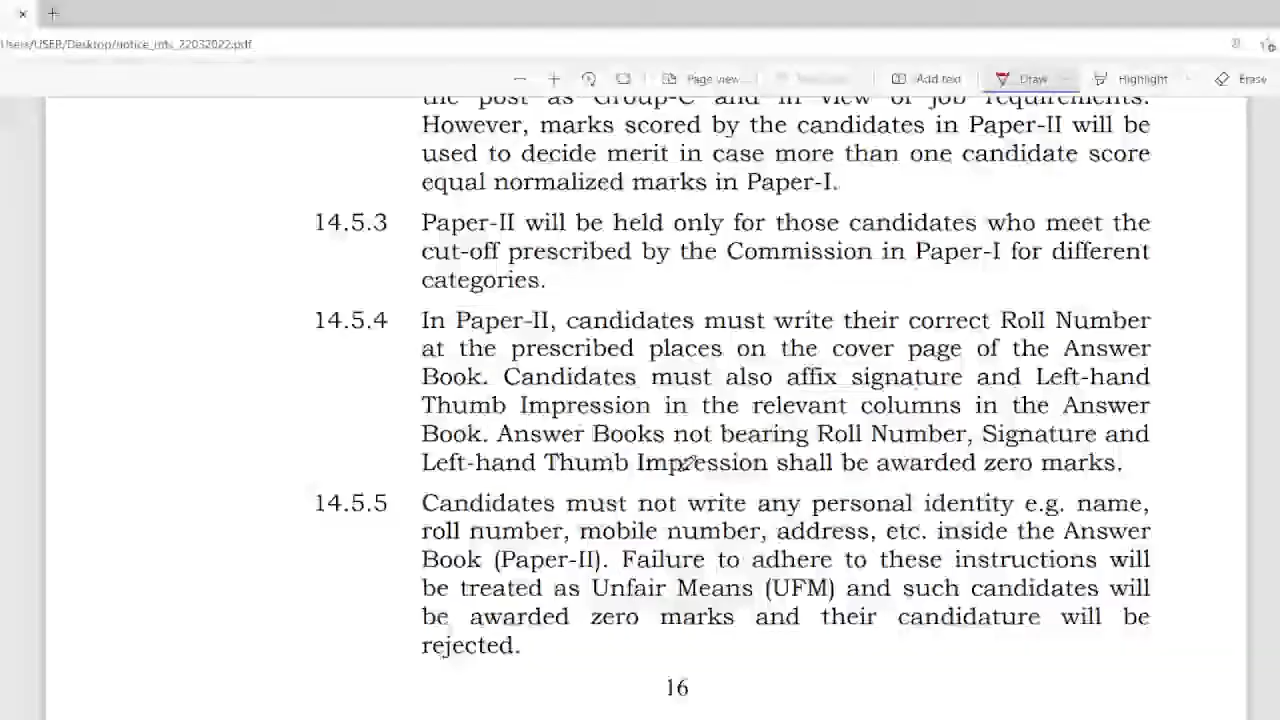 Users/USER/Desktop/notice_mts_22032022.pdf
Page view
Add text
Draw
Highlight
Erase
the post as Group-C and in view of job requirements.
However, marks scored by the candidates in Paper-II will be
used to decide merit in case more than one candidate score
equal normalized marks in Paper-I.
14.5.3 Paper-II will be held only for those candidates who meet the
cut-off prescribed by the Commission in Paper-I for different
categories.
14.5.4 In Paper-II, candidates must write their correct Roll Number
at the prescribed places on the cover page of the Answer
Book. Candidates must also affix signature and Left-hand
Thumb Impression in the relevant columns in the Answer
Book. Answer Books not bearing Roll Number, Signature and
Left-hand Thumb Impression shall be awarded zero marks.
14.5.5 Candidates must not write any personal identity e.g. name,
roll number, mobile number, address, etc. inside the Answer
Book (Paper-II). Failure to adhere to these instructions will
be treated as Unfair Means (UFM) and such candidates will
be awarded zero marks and their candidature will be
rejected.
16